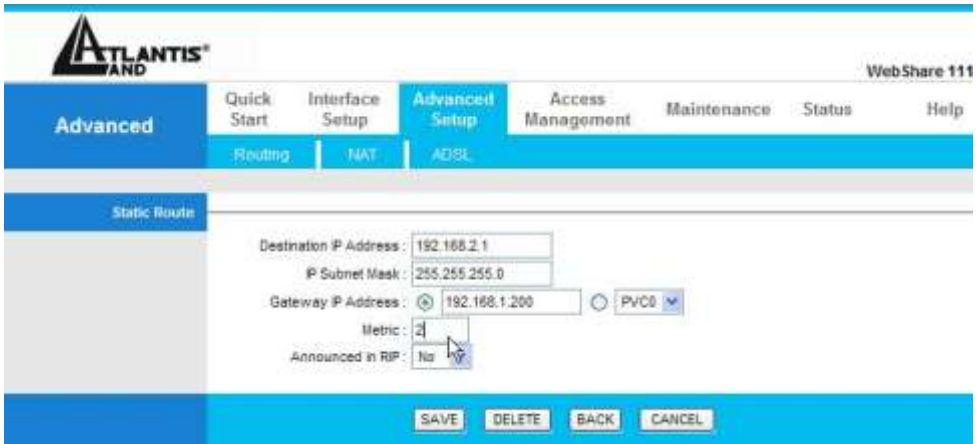 ATLANTIS®
LAND
WebShare 111
Advanced
Quick Start
Interface Setup
Advanced Setup
Access Management
Maintenance
Status
Help
Routing
NAT
ADSL
Static Route
Destination IP Address : 192.168.2.1
IP Subnet Mask : 255.255.255.0
Gateway IP Address : 192.168.1.200 PVC0
Metric : 2
Announced in RIP : No
SAVE DELETE BACK CANCEL